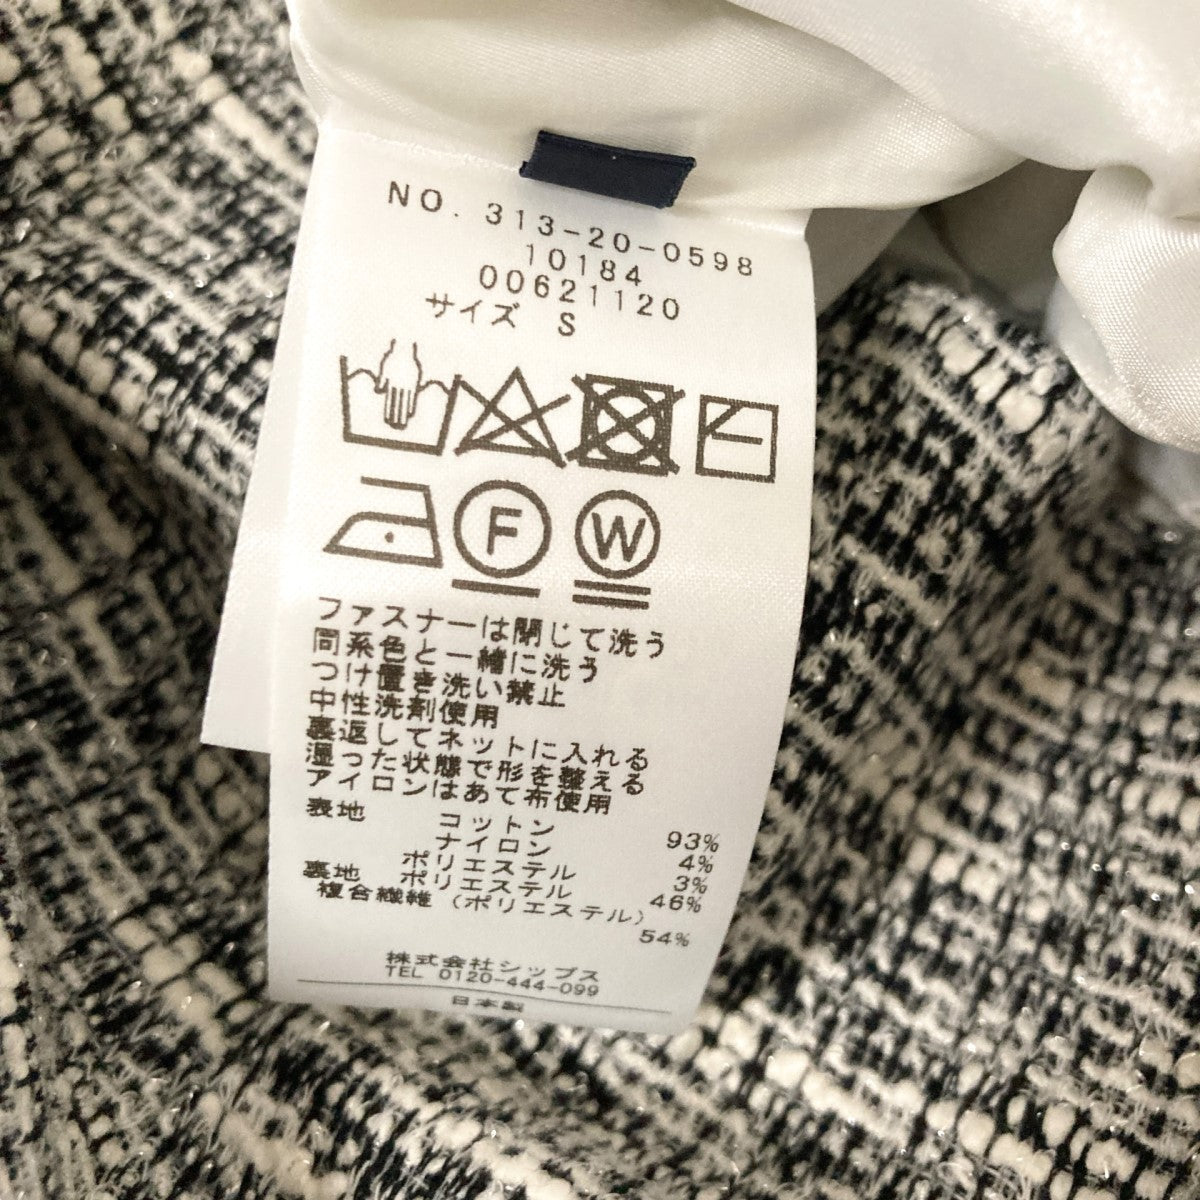 NO. 313-20-0598
10184
00621120
サイズ S
F W
ファスナーは閉じて洗う
同系色と一緒に洗う
つけ置き洗い禁止
中性洗剤使用
裏返してネットに入れる
湿った状態で形を整える
アイロンはあて布使用
表地 コットン 93%
ナイロン 4%
ポリエステル 3%
裏地 ポリエステル 46%
複合繊維 (ポリエステル)
54%
株式会社シップス
TEL 0120-444-099
日本製